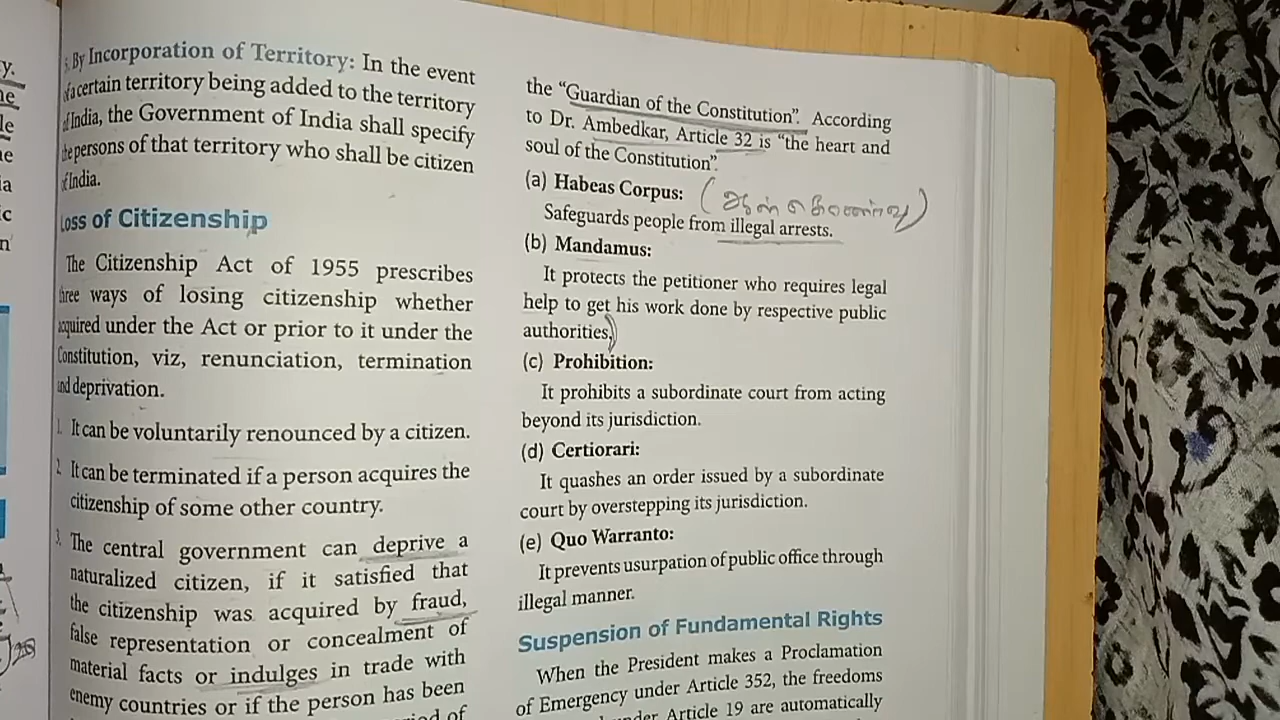 By Incorporation of Territory: In the event
of a certain territory being added to the territory
of India, the Government of India shall specify
the persons of that territory who shall be citizen
of India.
Loss of Citizenship
The Citizenship Act of 1955 prescribes
three ways of losing citizenship whether
acquired under the Act or prior to it under the
Constitution, viz, renunciation, termination
and deprivation.
1. It can be voluntarily renounced by a citizen.
2. It can be terminated if a person acquires the
citizenship of some other country.
3. The central government can deprive a
naturalized citizen, if it satisfied that
the citizenship was acquired by fraud,
false representation or concealment of
material facts or indulges in trade with
enemy countries or if the person has been
the “Guardian of the Constitution”. According
to Dr. Ambedkar, Article 32 is “the heart and
soul of the Constitution”.
(a) Habeas Corpus:
Safeguards people from illegal arrests.
(b) Mandamus:
It protects the petitioner who requires legal
help to get his work done by respective public
authorities.
(c) Prohibition:
It prohibits a subordinate court from acting
beyond its jurisdiction.
(d) Certiorari:
It quashes an order issued by a subordinate
court by overstepping its jurisdiction.
(e) Quo Warranto:
It prevents usurpation of public office through
illegal manner.
Suspension of Fundamental Rights
When the President makes a Proclamation
of Emergency under Article 352, the freedoms
under Article 19 are automatically